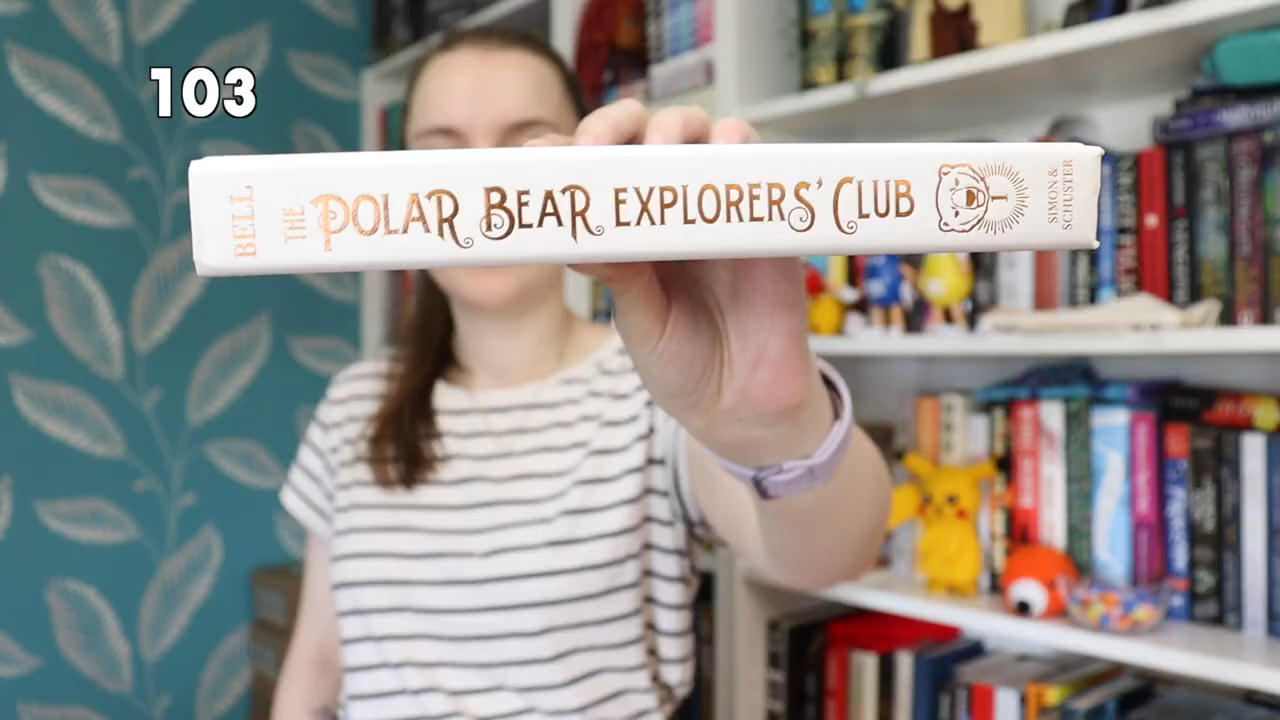 103
BELL
THE
POLAR BEAR EXPLORERS' CLUB
SIMON &
SCHUSTER